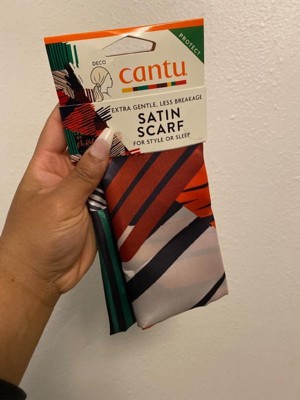 PROTECT
DECO
cantu
EXTRA GENTLE, LESS BREAKAGE
SATIN
SCARF
FOR STYLE OR SLEEP